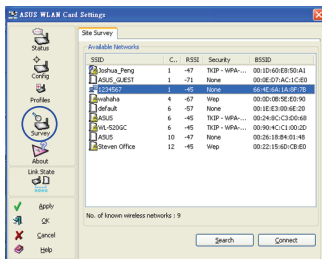 ASUS WLAN Card Settings
Status
Config
Profiles
Survey
About
Link State
Apply
OK
Cancel
Help
Site Survey
Available Networks
SSID C.. RSSI Security BSSID
Joshua_Peng 1 -47 TKIP - WPA-... 00:1D:60:E8:50:A1
ASUS_GUEST 1 -71 None 00:0E:D7:AC:1C:E0
1234567 1 -45 None 66:4E:6A:1A:8F:7B
wahaha 4 -67 Wep 00:0D:0B:5E:E0:90
default 6 -57 None 00:1E:E3:00:6E:20
ASUS 6 -45 TKIP - WPA-... 00:24:8C:C3:D0:68
WL-520GC 6 -45 TKIP - WPA-... 00:90:4C:C1:00:2D
ASUS 10 -47 None 00:26:18:B4:01:48
Steven Office 12 -45 Wep 00:22:15:6D:CB:E0
No. of known wireless networks : 9
Search
Connect